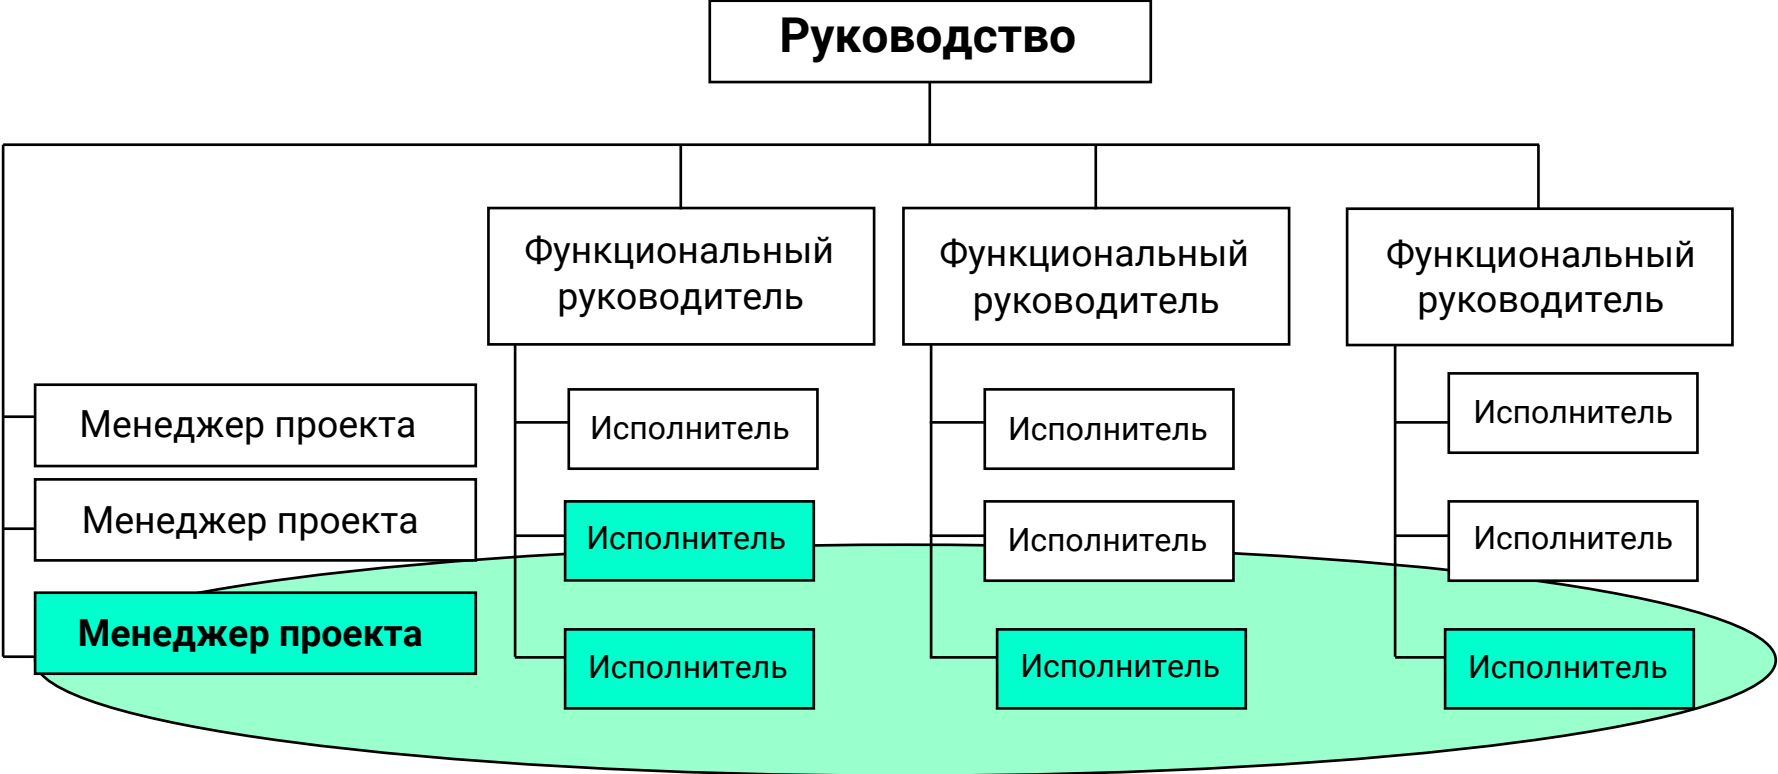 Руководство
Функциональный
руководитель
Функциональный
руководитель
Функциональный
руководитель
Менеджер проекта
Исполнитель
Исполнитель
Исполнитель
Менеджер проекта
Исполнитель
Исполнитель
Исполнитель
Менеджер проекта
Исполнитель
Исполнитель
Исполнитель